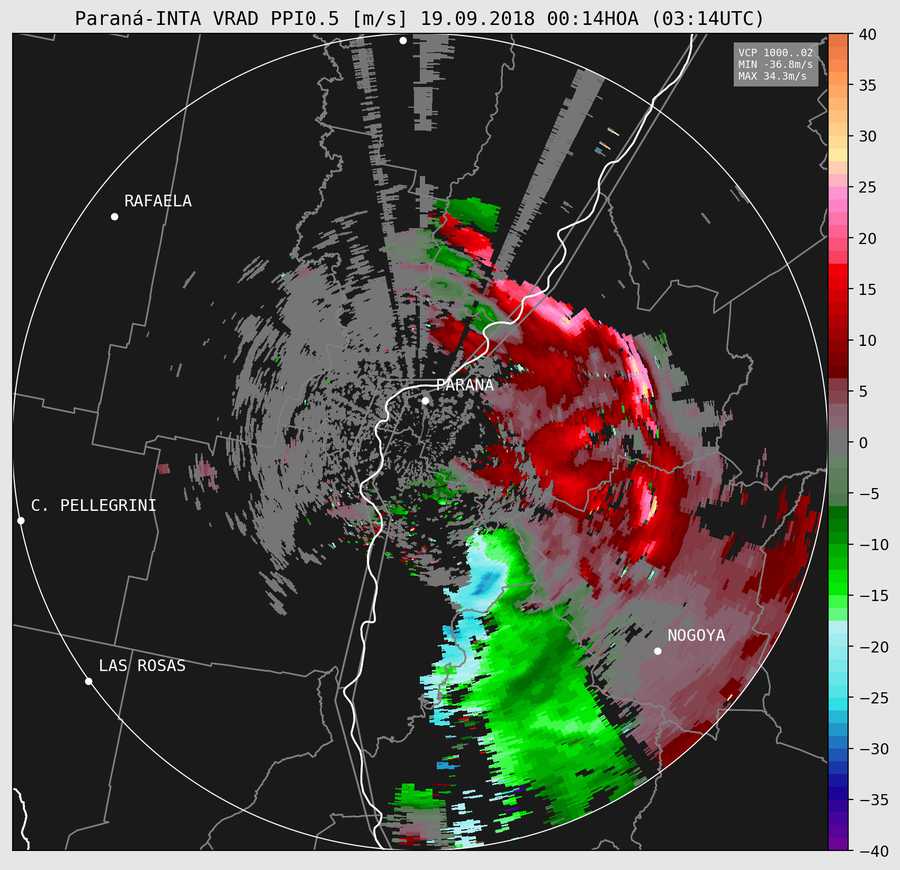 Paraná-INTA VRAD PPI0.5 [m/s] 19.09.2018 00:14HOA (03:14UTC)
VCP 1000..02
MIN -36.8m/s
MAX 34.3m/s
RAFAELA
PARANA
C. PELLEGRINI
NOGOYA
LAS ROSAS
40
35
30
25
20
15
10
5
0
−5
−10
−15
−20
−25
−30
−35
−40